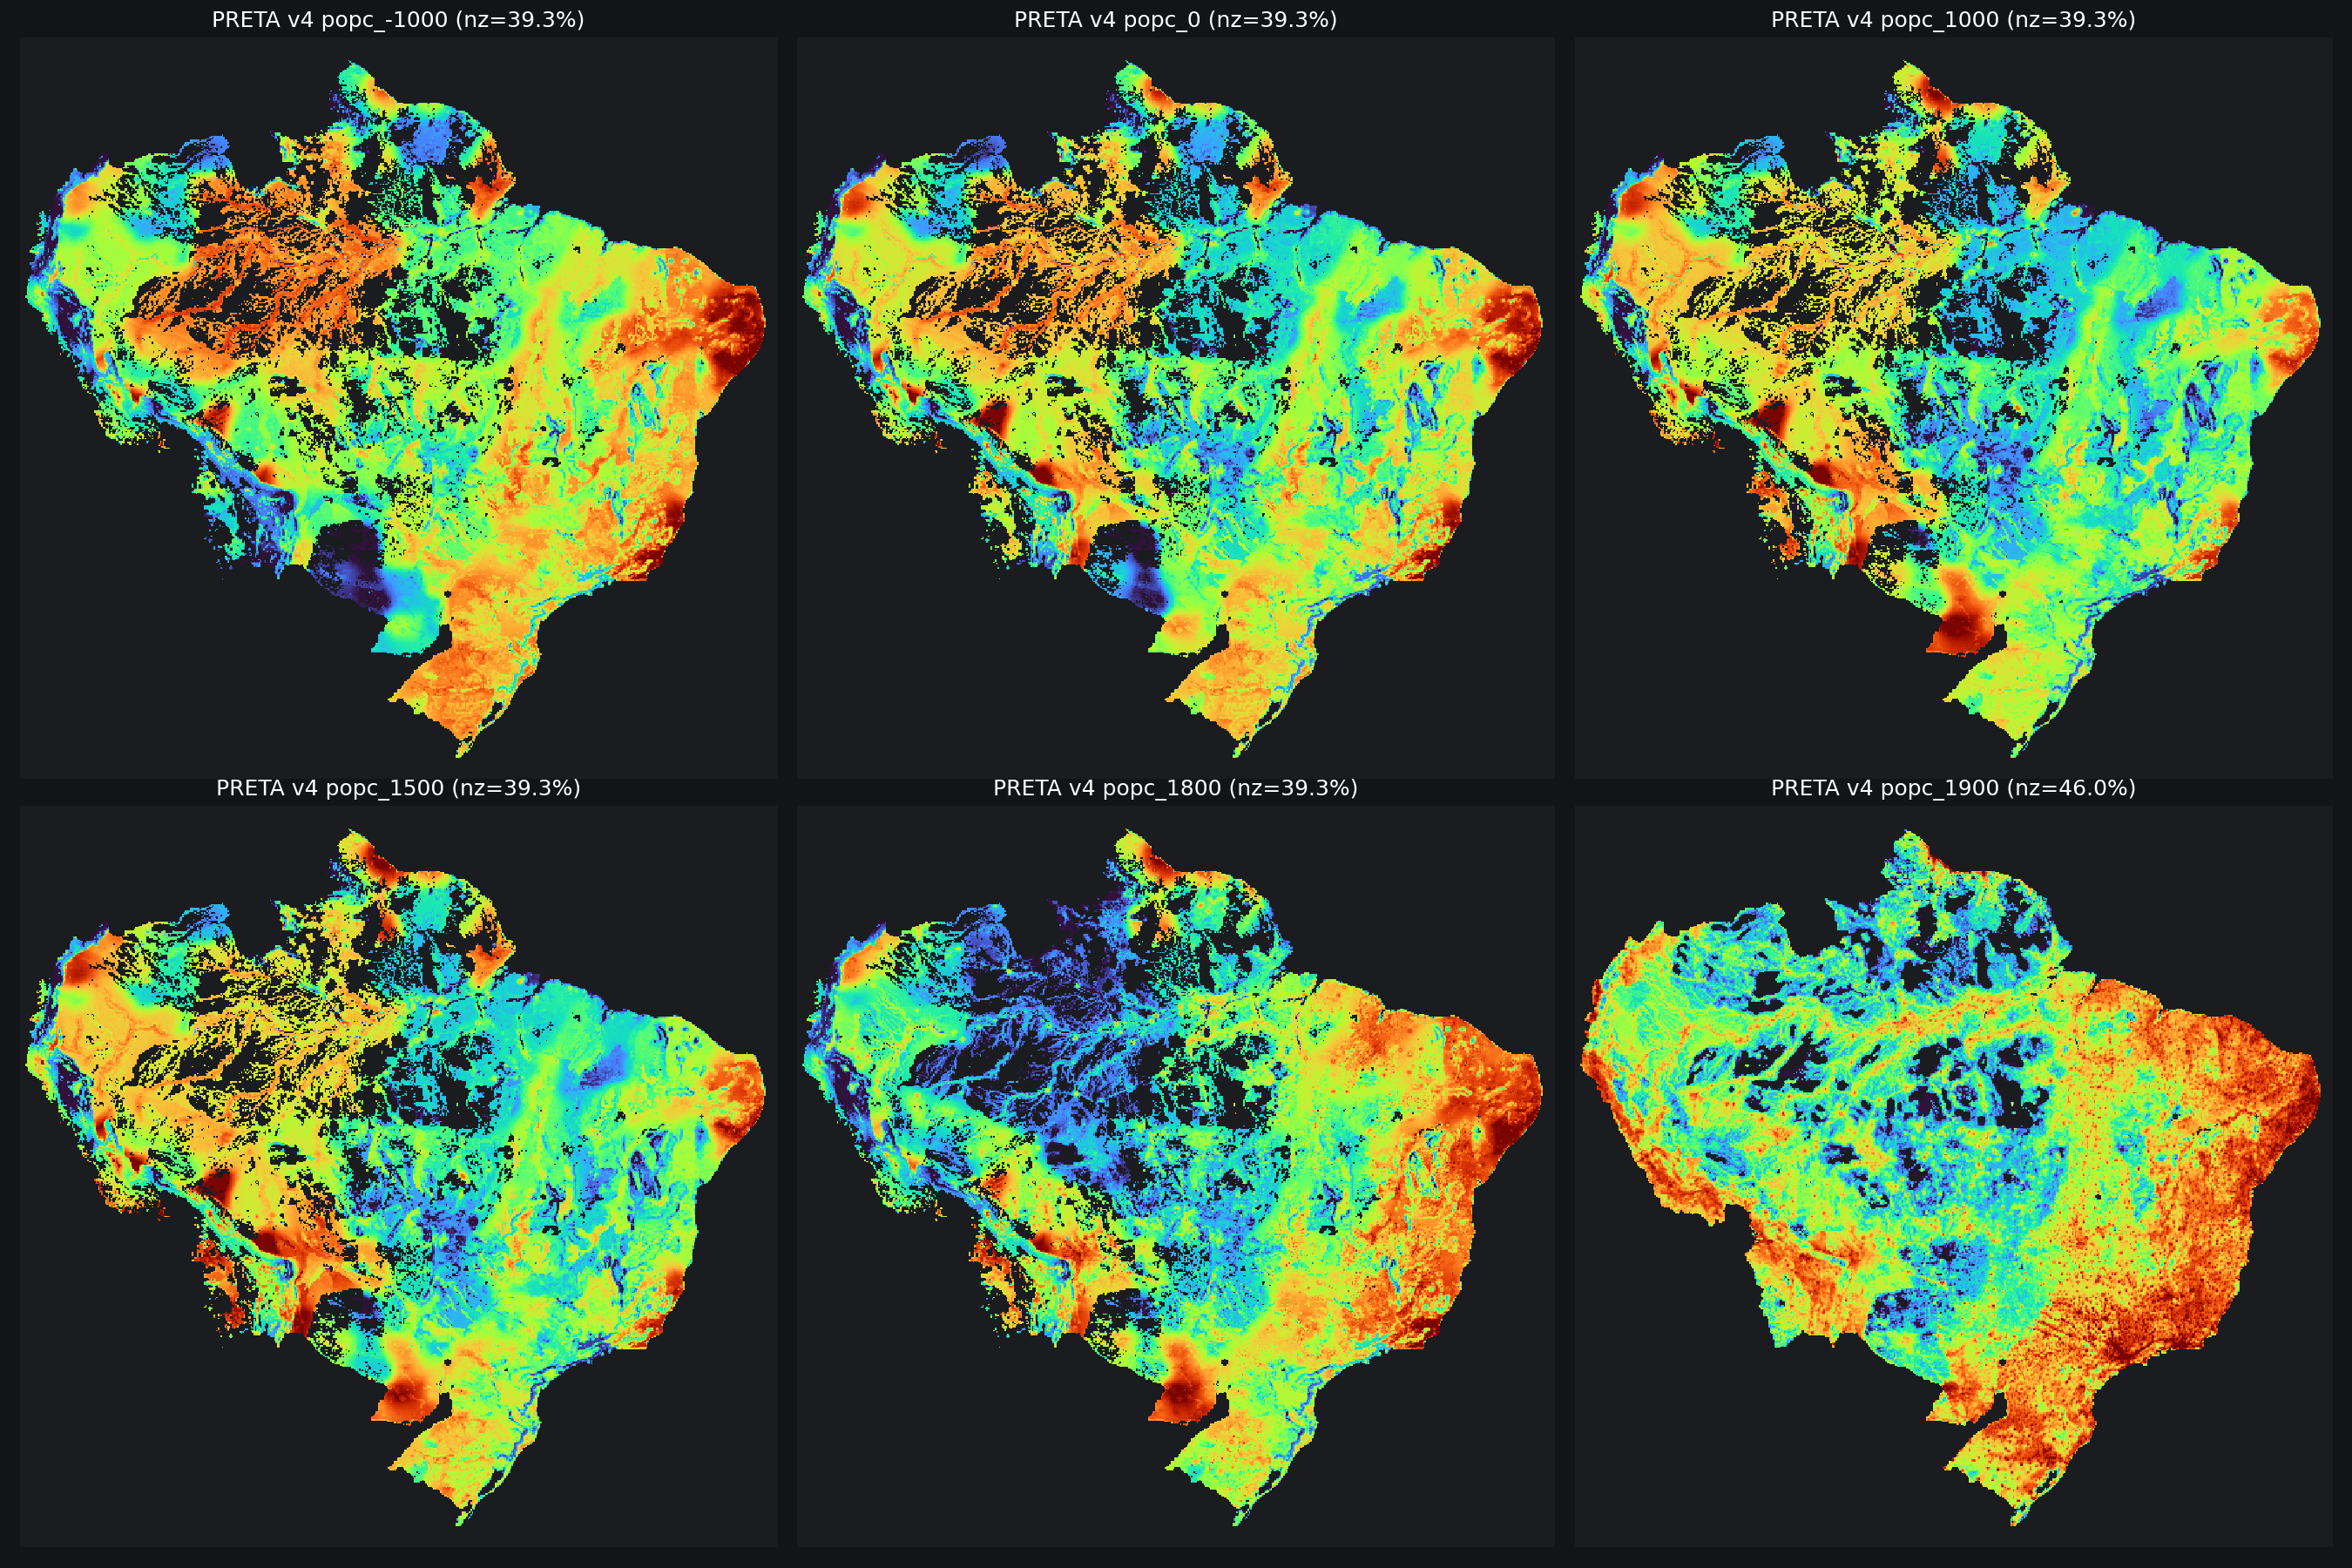 PRETA v4 popc_-1000 (nz=39.3%)
PRETA v4 popc_0 (nz=39.3%)
PRETA v4 popc_1000 (nz=39.3%)
PRETA v4 popc_1500 (nz=39.3%)
PRETA v4 popc_1800 (nz=39.3%)
PRETA v4 popc_1900 (nz=46.0%)